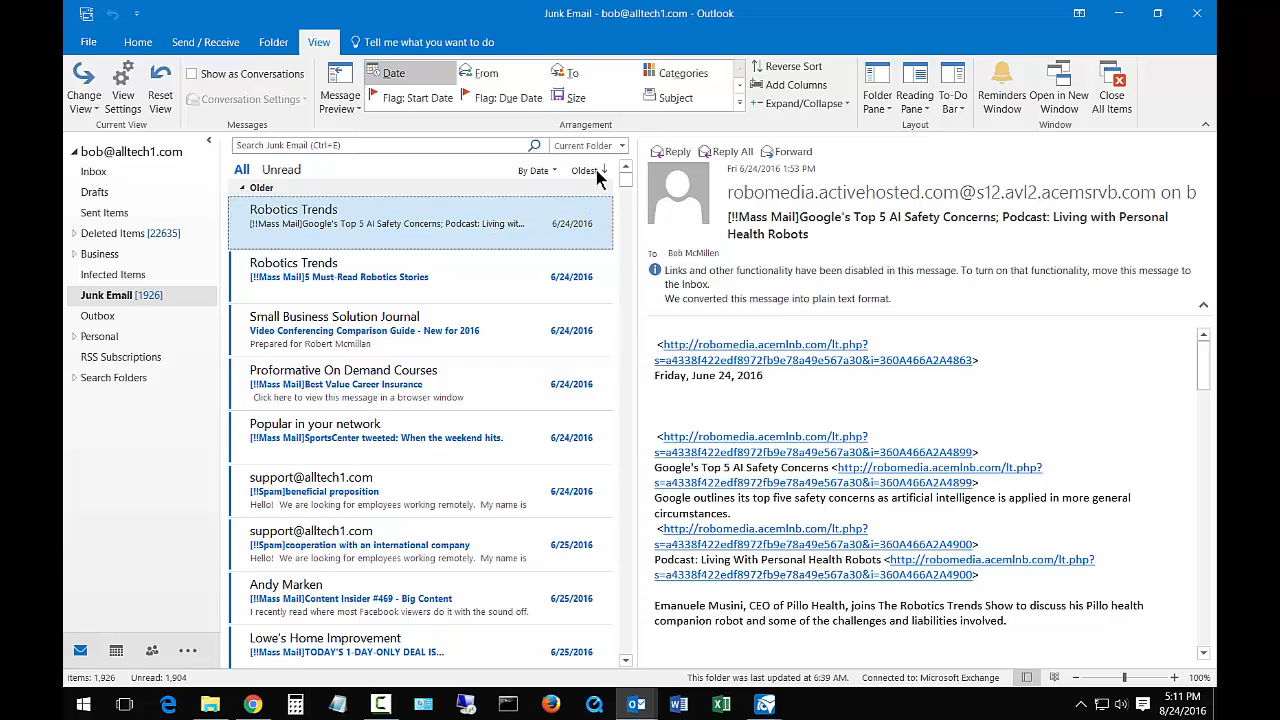 Junk Email - bob@alltech1.com - Outlook
File Home Send / Receive Folder View Tell me what you want to do
Change View
View Settings
Reset View
Current View
Show as Conversations
Conversation Settings
Messages
Message Preview
Date From To Categories
Flag: Start Date Flag: Due Date Size Subject
Reverse Sort
Add Columns
Expand/Collapse
Arrangement
Folder Pane
Reading Pane
To-Do Bar
Layout
Reminders Window
Open in New Window
Close All Items
Window
bob@alltech1.com
Inbox
Drafts
Sent Items
Deleted Items [22635]
Business
Infected Items
Junk Email [1926]
Outbox
Personal
RSS Subscriptions
Search Folders
Search Junk Email (Ctrl+E) Current Folder
All Unread By Date Oldest
Older
Robotics Trends
[!!Mass Mail]Google's Top 5 AI Safety Concerns; Podcast: Living wit... 6/24/2016
Robotics Trends
[!!Mass Mail]5 Must-Read Robotics Stories 6/24/2016
Small Business Solution Journal
Video Conferencing Comparison Guide - New for 2016 6/24/2016
Prepared for Robert Mcmillan
Proformative On Demand Courses
[!!Mass Mail]Best Value Career Insurance 6/24/2016
Click here to view this message in a browser window
Popular in your network
[!!Mass Mail]SportsCenter tweeted: When the weekend hits. 6/24/2016
support@alltech1.com
[!!Spam]beneficial proposition 6/24/2016
Hello! We are looking for employees working remotely. My name is
support@alltech1.com
[!!Spam]cooperation with an international company 6/25/2016
Hello! We are looking for employees working remotely. My name is
Andy Marken
[!!Mass Mail]Content Insider #469 - Big Content 6/25/2016
I recently read where most Facebook viewers do it with the sound off.
Lowe's Home Improvement
[!!Mass Mail]TODAY'S 1-DAY-ONLY DEAL IS... 6/25/2016
Reply Reply All Forward
Fri 6/24/2016 1:53 PM
robomedia.activehosted.com@s12.avl2.acemsrvb.com on b
[!!Mass Mail]Google's Top 5 AI Safety Concerns; Podcast: Living with Personal
Health Robots
To Bob McMillen
Links and other functionality have been disabled in this message. To turn on that functionality, move this message to
the Inbox.
We converted this message into plain text format.
<http://robomedia.acemlnb.com/lt.php?
s=a4338f422edf8972fb9e78a49e567a30&i=360A466A2A4863>
Friday, June 24, 2016
<http://robomedia.acemlnb.com/lt.php?
s=a4338f422edf8972fb9e78a49e567a30&i=360A466A2A4899>
Google's Top 5 AI Safety Concerns <http://robomedia.acemlnb.com/lt.php?
s=a4338f422edf8972fb9e78a49e567a30&i=360A466A2A4899>
Google outlines its top five safety concerns as artificial intelligence is applied in more general
circumstances.
<http://robomedia.acemlnb.com/lt.php?
s=a4338f422edf8972fb9e78a49e567a30&i=360A466A2A4900>
Podcast: Living With Personal Health Robots <http://robomedia.acemlnb.com/lt.php?
s=a4338f422edf8972fb9e78a49e567a30&i=360A466A2A4900>
Emanuele Musini, CEO of Pillo Health, joins The Robotics Trends Show to discuss his Pillo health
companion robot and some of the challenges and liabilities involved.
Items: 1,926 Unread: 1,904 This folder was last updated at 6:39 AM. Connected to: Microsoft Exchange 100%
5:11 PM
8/24/2016